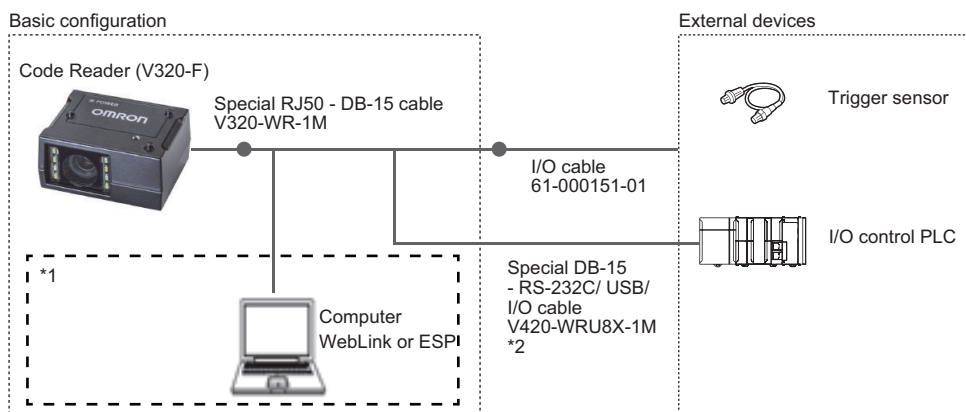 Basic configuration
External devices
Code Reader (V320-F)
POWER
OMRON
Special RJ50 - DB-15 cable
V320-WR-1M
Trigger sensor
I/O cable
61-000151-01
I/O control PLC
*1
Computer
WebLink or ESP
Special DB-15
- RS-232C/ USB/
I/O cable
V420-WRU8X-1M
*2